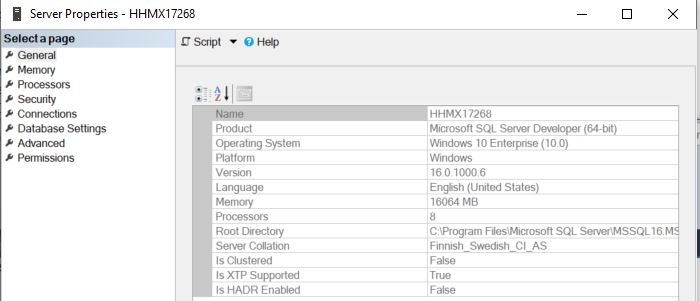 Server Properties - HHMX17268
Select a page
General
Memory
Processors
Security
Connections
Database Settings
Advanced
Permissions
Script
Help
Name HHMX17268
Product Microsoft SQL Server Developer (64-bit)
Operating System Windows 10 Enterprise (10.0)
Platform Windows
Version 16.0.1000.6
Language English (United States)
Memory 16064 MB
Processors 8
Root Directory C:\Program Files\Microsoft SQL Server\MSSQL16.MS
Server Collation Finnish_Swedish_CI_AS
Is Clustered False
Is XTP Supported True
Is HADR Enabled False